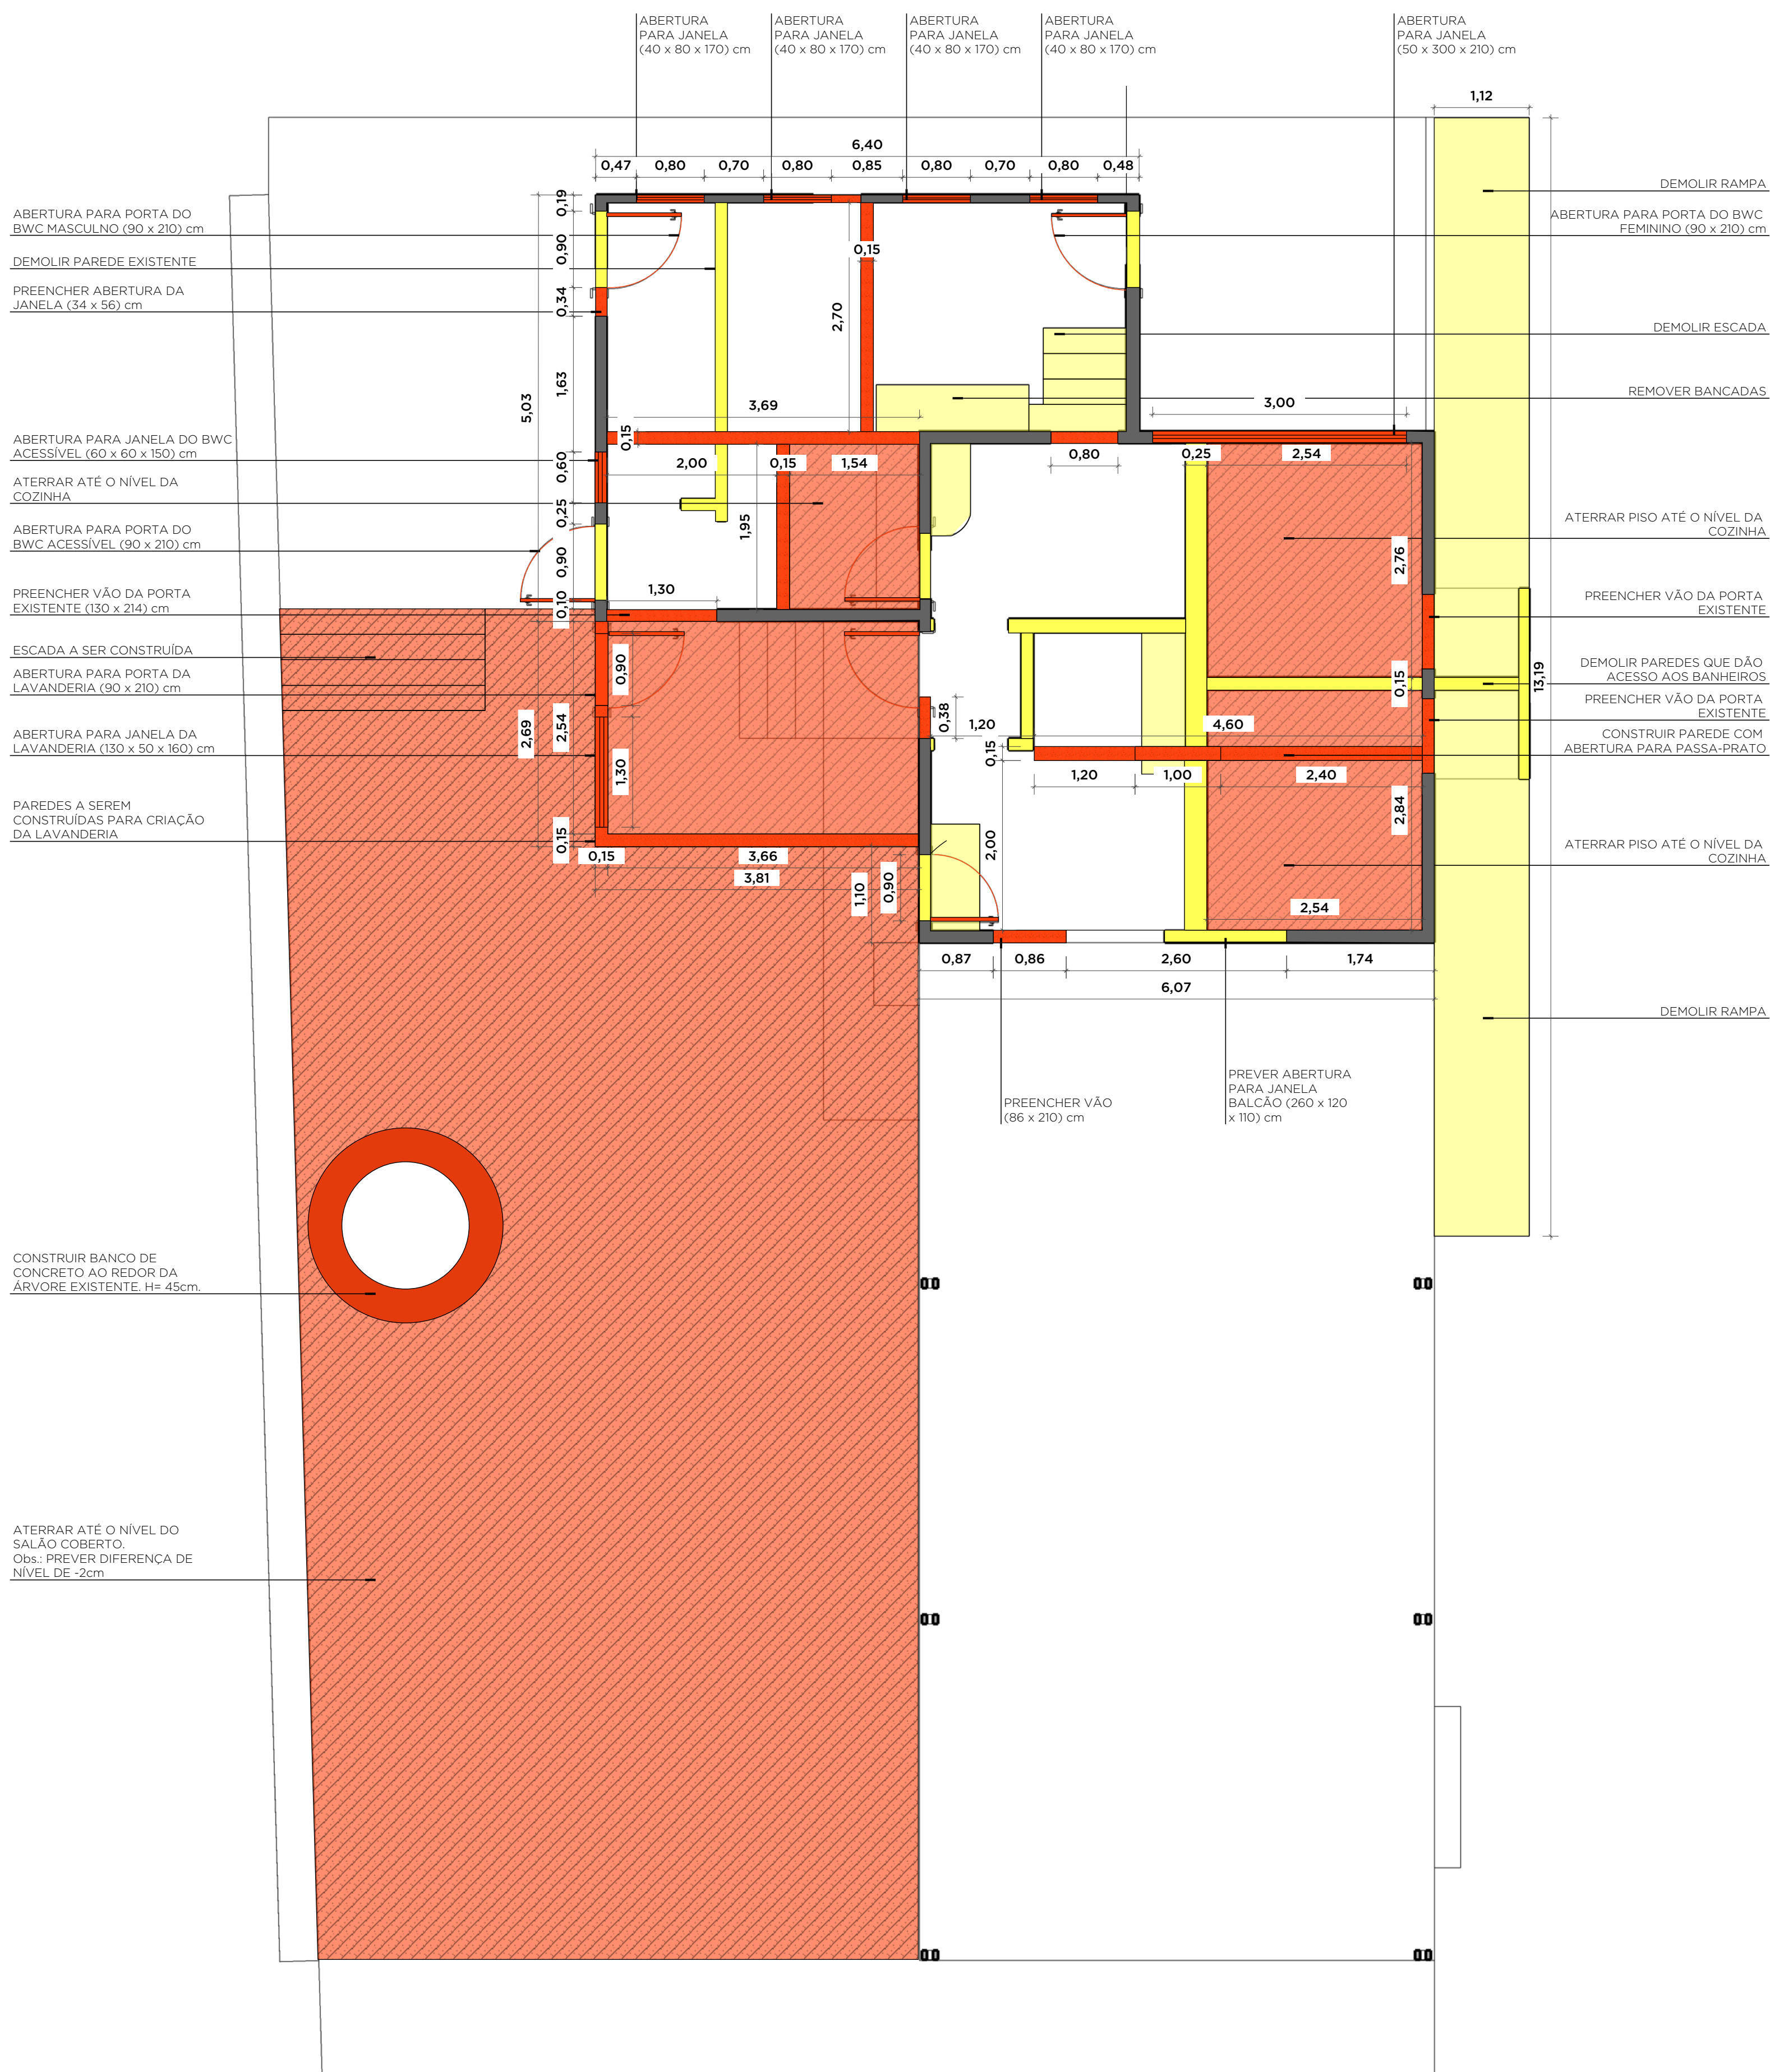 ABERTURA
PARA JANELA
(40 x 80 x 170) cm
ABERTURA
PARA JANELA
(40 x 80 x 170) cm
ABERTURA
PARA JANELA
(40 x 80 x 170) cm
ABERTURA
PARA JANELA
(40 x 80 x 170) cm
ABERTURA
PARA JANELA
(50 x 300 x 210) cm
1,12
6,40
0,47
0,80
0,70
0,80
0,85
0,80
0,70
0,80
0,48
ABERTURA PARA PORTA DO
BWC MASCULNO (90 x 210) cm
DEMOLIR PAREDE EXISTENTE
PREENCHER ABERTURA DA
JANELA (34 x 56) cm
ABERTURA PARA JANELA DO BWC
ACESSÍVEL (60 x 60 x 150) cm
ATERRAR ATÉ O NÍVEL DA
COZINHA
ABERTURA PARA PORTA DO
BWC ACESSÍVEL (90 x 210) cm
PREENCHER VÃO DA PORTA
EXISTENTE (130 x 214) cm
ESCADA A SER CONSTRUÍDA
ABERTURA PARA PORTA DA
LAVANDERIA (90 x 210) cm
ABERTURA PARA JANELA DA
LAVANDERIA (130 x 50 x 160) cm
PAREDES A SEREM
CONSTRUÍDAS PARA CRIAÇÃO
DA LAVANDERIA
CONSTRUIR BANCO DE
CONCRETO AO REDOR DA
ÁRVORE EXISTENTE. H= 45cm.
ATERRAR ATÉ O NÍVEL DO
SALÃO COBERTO.
Obs.: PREVER DIFERENÇA DE
NÍVEL DE -2cm
0,19
0,90
0,34
1,63
5,03
0,60
0,25
0,90
0,10
0,15
2,70
3,69
0,15
2,00
0,15
1,54
1,95
1,30
3,00
0,80
0,25
2,54
2,76
0,15
0,90
2,69
2,54
1,30
0,15
0,38
1,20
4,60
0,15
1,20
1,00
2,40
2,84
2,00
0,15
3,66
3,81
1,10
0,90
2,54
0,87
0,86
2,60
1,74
6,07
13,19
DEMOLIR RAMPA
ABERTURA PARA PORTA DO BWC
FEMININO (90 x 210) cm
DEMOLIR ESCADA
REMOVER BANCADAS
ATERRAR PISO ATÉ O NÍVEL DA
COZINHA
PREENCHER VÃO DA PORTA
EXISTENTE
DEMOLIR PAREDES QUE DÃO
ACESSO AOS BANHEIROS
PREENCHER VÃO DA PORTA
EXISTENTE
CONSTRUIR PAREDE COM
ABERTURA PARA PASSA-PRATO
ATERRAR PISO ATÉ O NÍVEL DA
COZINHA
DEMOLIR RAMPA
PREENCHER VÃO
(86 x 210) cm
PREVER ABERTURA
PARA JANELA
BALCÃO (260 x 120
x 110) cm